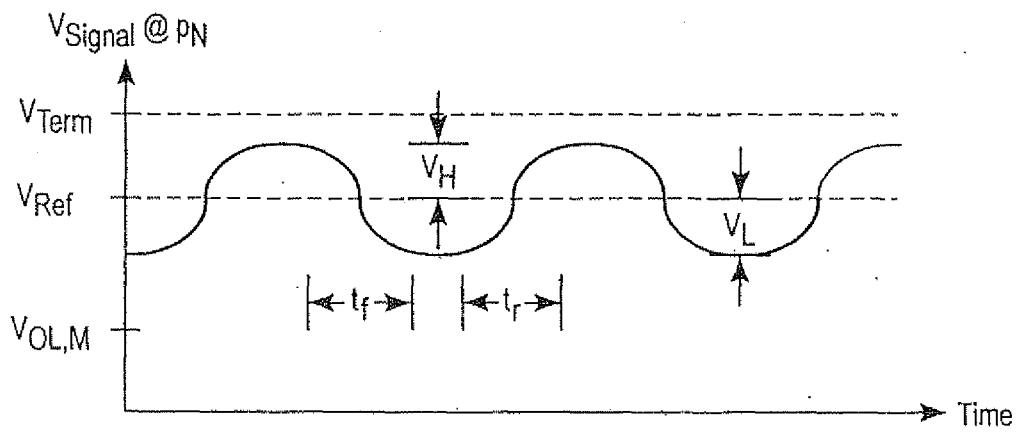 VSignal @ pN
VTerm
VH
VRef
VL
tf
tr
VOL,M
Time